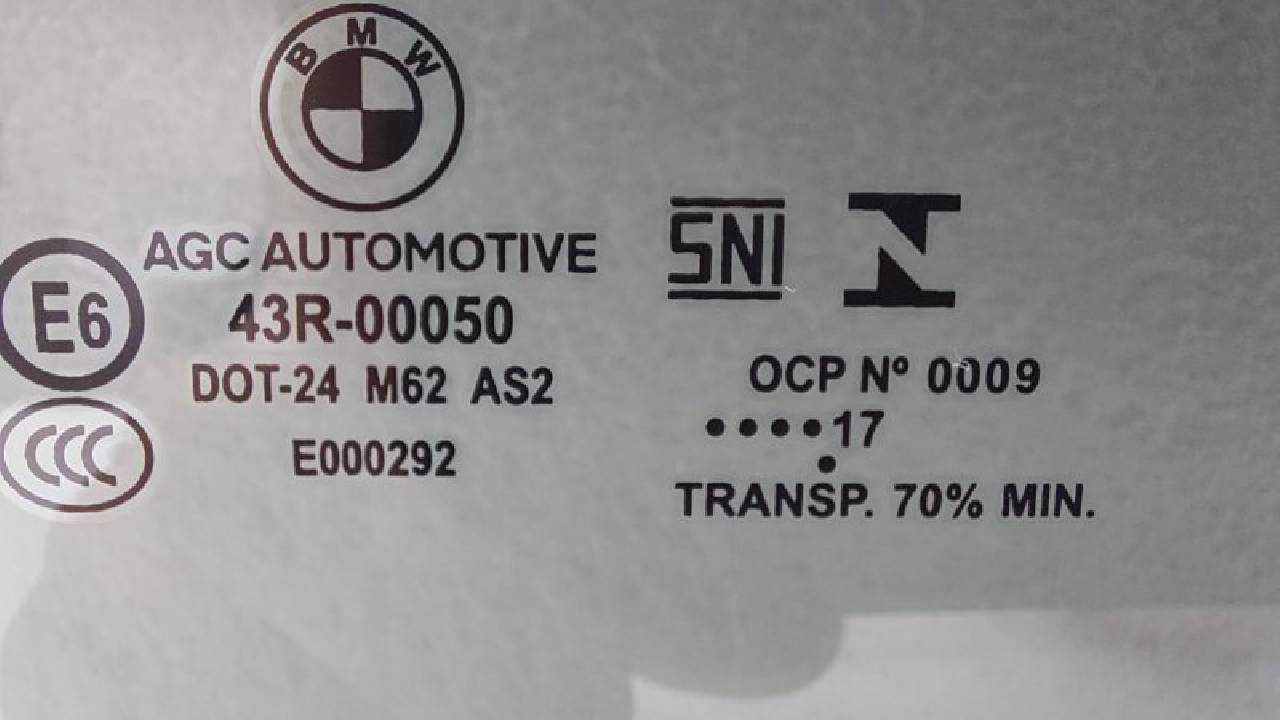 BMW
AGC AUTOMOTIVE
E6
43R-00050
DOT-24 M62 AS2
CCC
E000292
SNI
N
OCP Nº 0009
••••17
•
TRANSP. 70% MIN.